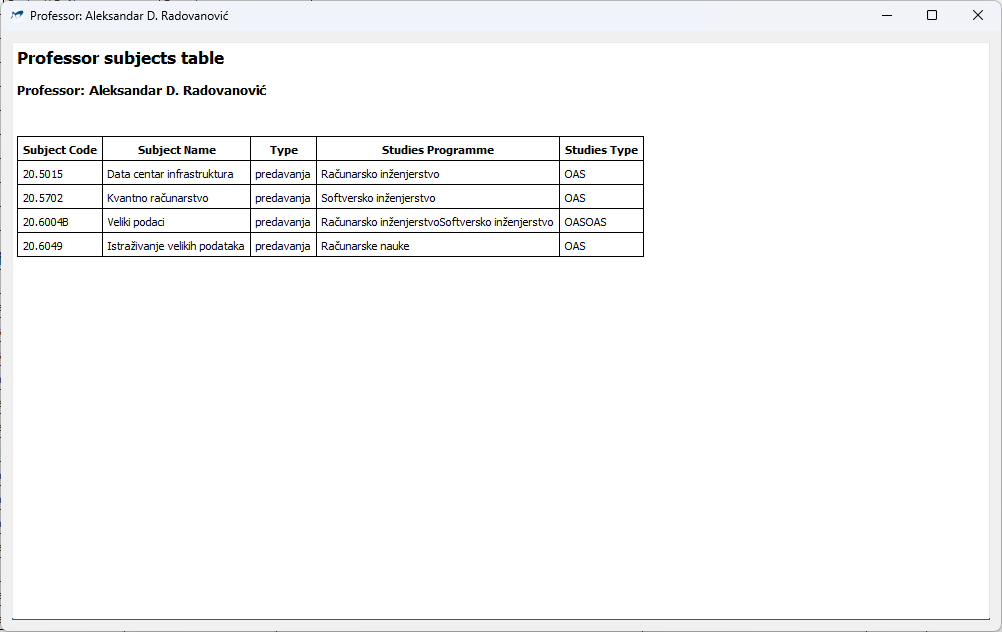 Professor: Aleksandar D. Radovanović
Professor subjects table
Professor: Aleksandar D. Radovanović
Subject Code Subject Name Type Studies Programme Studies Type
20.5015 Data centar infrastruktura predavanja Računarsko inženjerstvo OAS
20.5702 Kvantno računarstvo predavanja Softversko inženjerstvo OAS
20.6004B Veliki podaci predavanja Računarsko inženjerstvoSoftversko inženjerstvo OASOAS
20.6049 Istraživanje velikih podataka predavanja Računarske nauke OAS